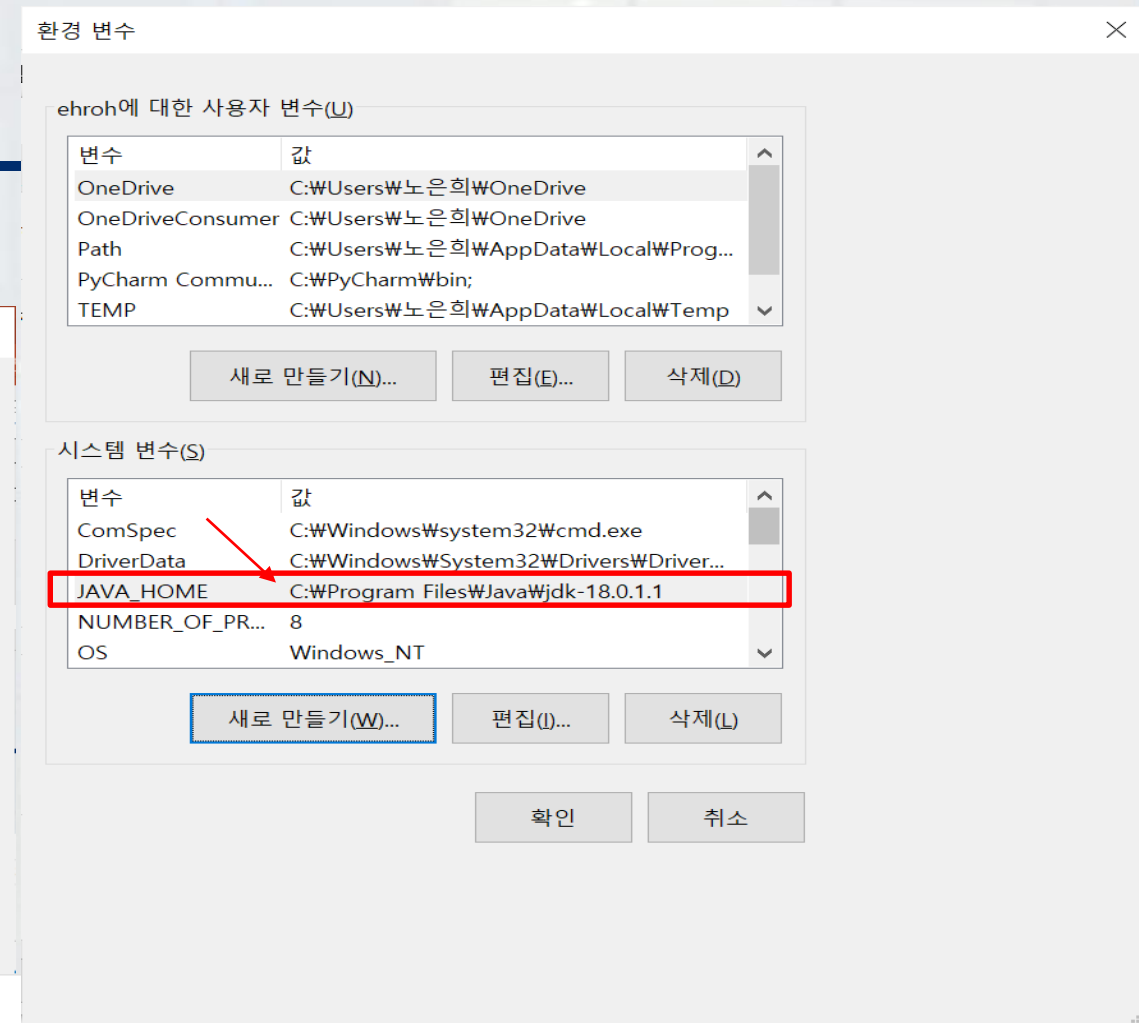 환경 변수
ehroh에 대한 사용자 변수(U)
변수 값
OneDrive C:₩Users₩노은희₩OneDrive
OneDriveConsumer C:₩Users₩노은희₩OneDrive
Path C:₩Users₩노은희₩AppData₩Local₩Prog...
PyCharm Commu... C:₩PyCharm₩bin;
TEMP C:₩Users₩노은희₩AppData₩Local₩Temp
새로 만들기(N)... 편집(E)... 삭제(D)
시스템 변수(S)
변수 값
ComSpec C:₩Windows₩system32₩cmd.exe
DriverData C:₩Windows₩System32₩Drivers₩Driver...
JAVA_HOME C:₩Program Files₩Java₩jdk-18.0.1.1
NUMBER_OF_PR... 8
OS Windows_NT
새로 만들기(W)... 편집(I)... 삭제(L)
확인 취소